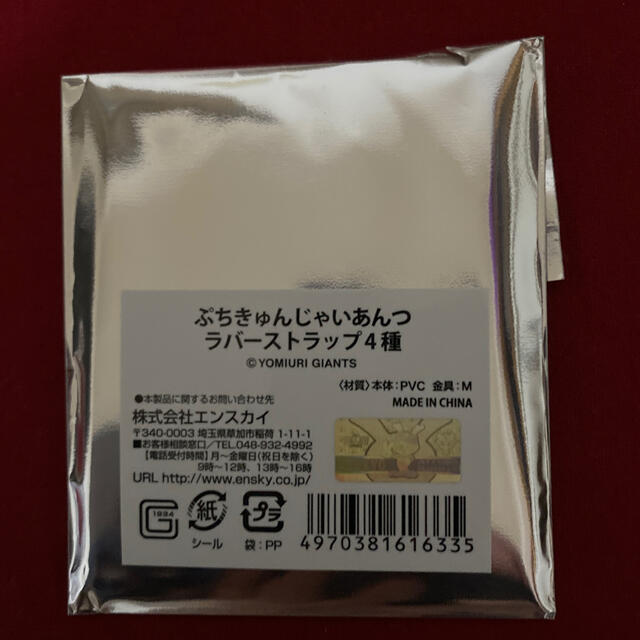 ぷちきゅんじゃいあんつ
ラバーストラップ4種
©YOMIURI GIANTS
〈材質〉本体：PVC 金具：M
MADE IN CHINA
●本製品に関するお問い合わせ先
株式会社エンスカイ
〒340-0003 埼玉県草加市稲荷 1-11-1
■お客様相談窓口／TEL048-932-4992
【電話受付時間】月～金曜日(祝日を除く)
9時～12時、13時～16時
URL http://www.ensky.co.jp/
G 1994
紙
シール
プラ
袋：PP
4970381616335